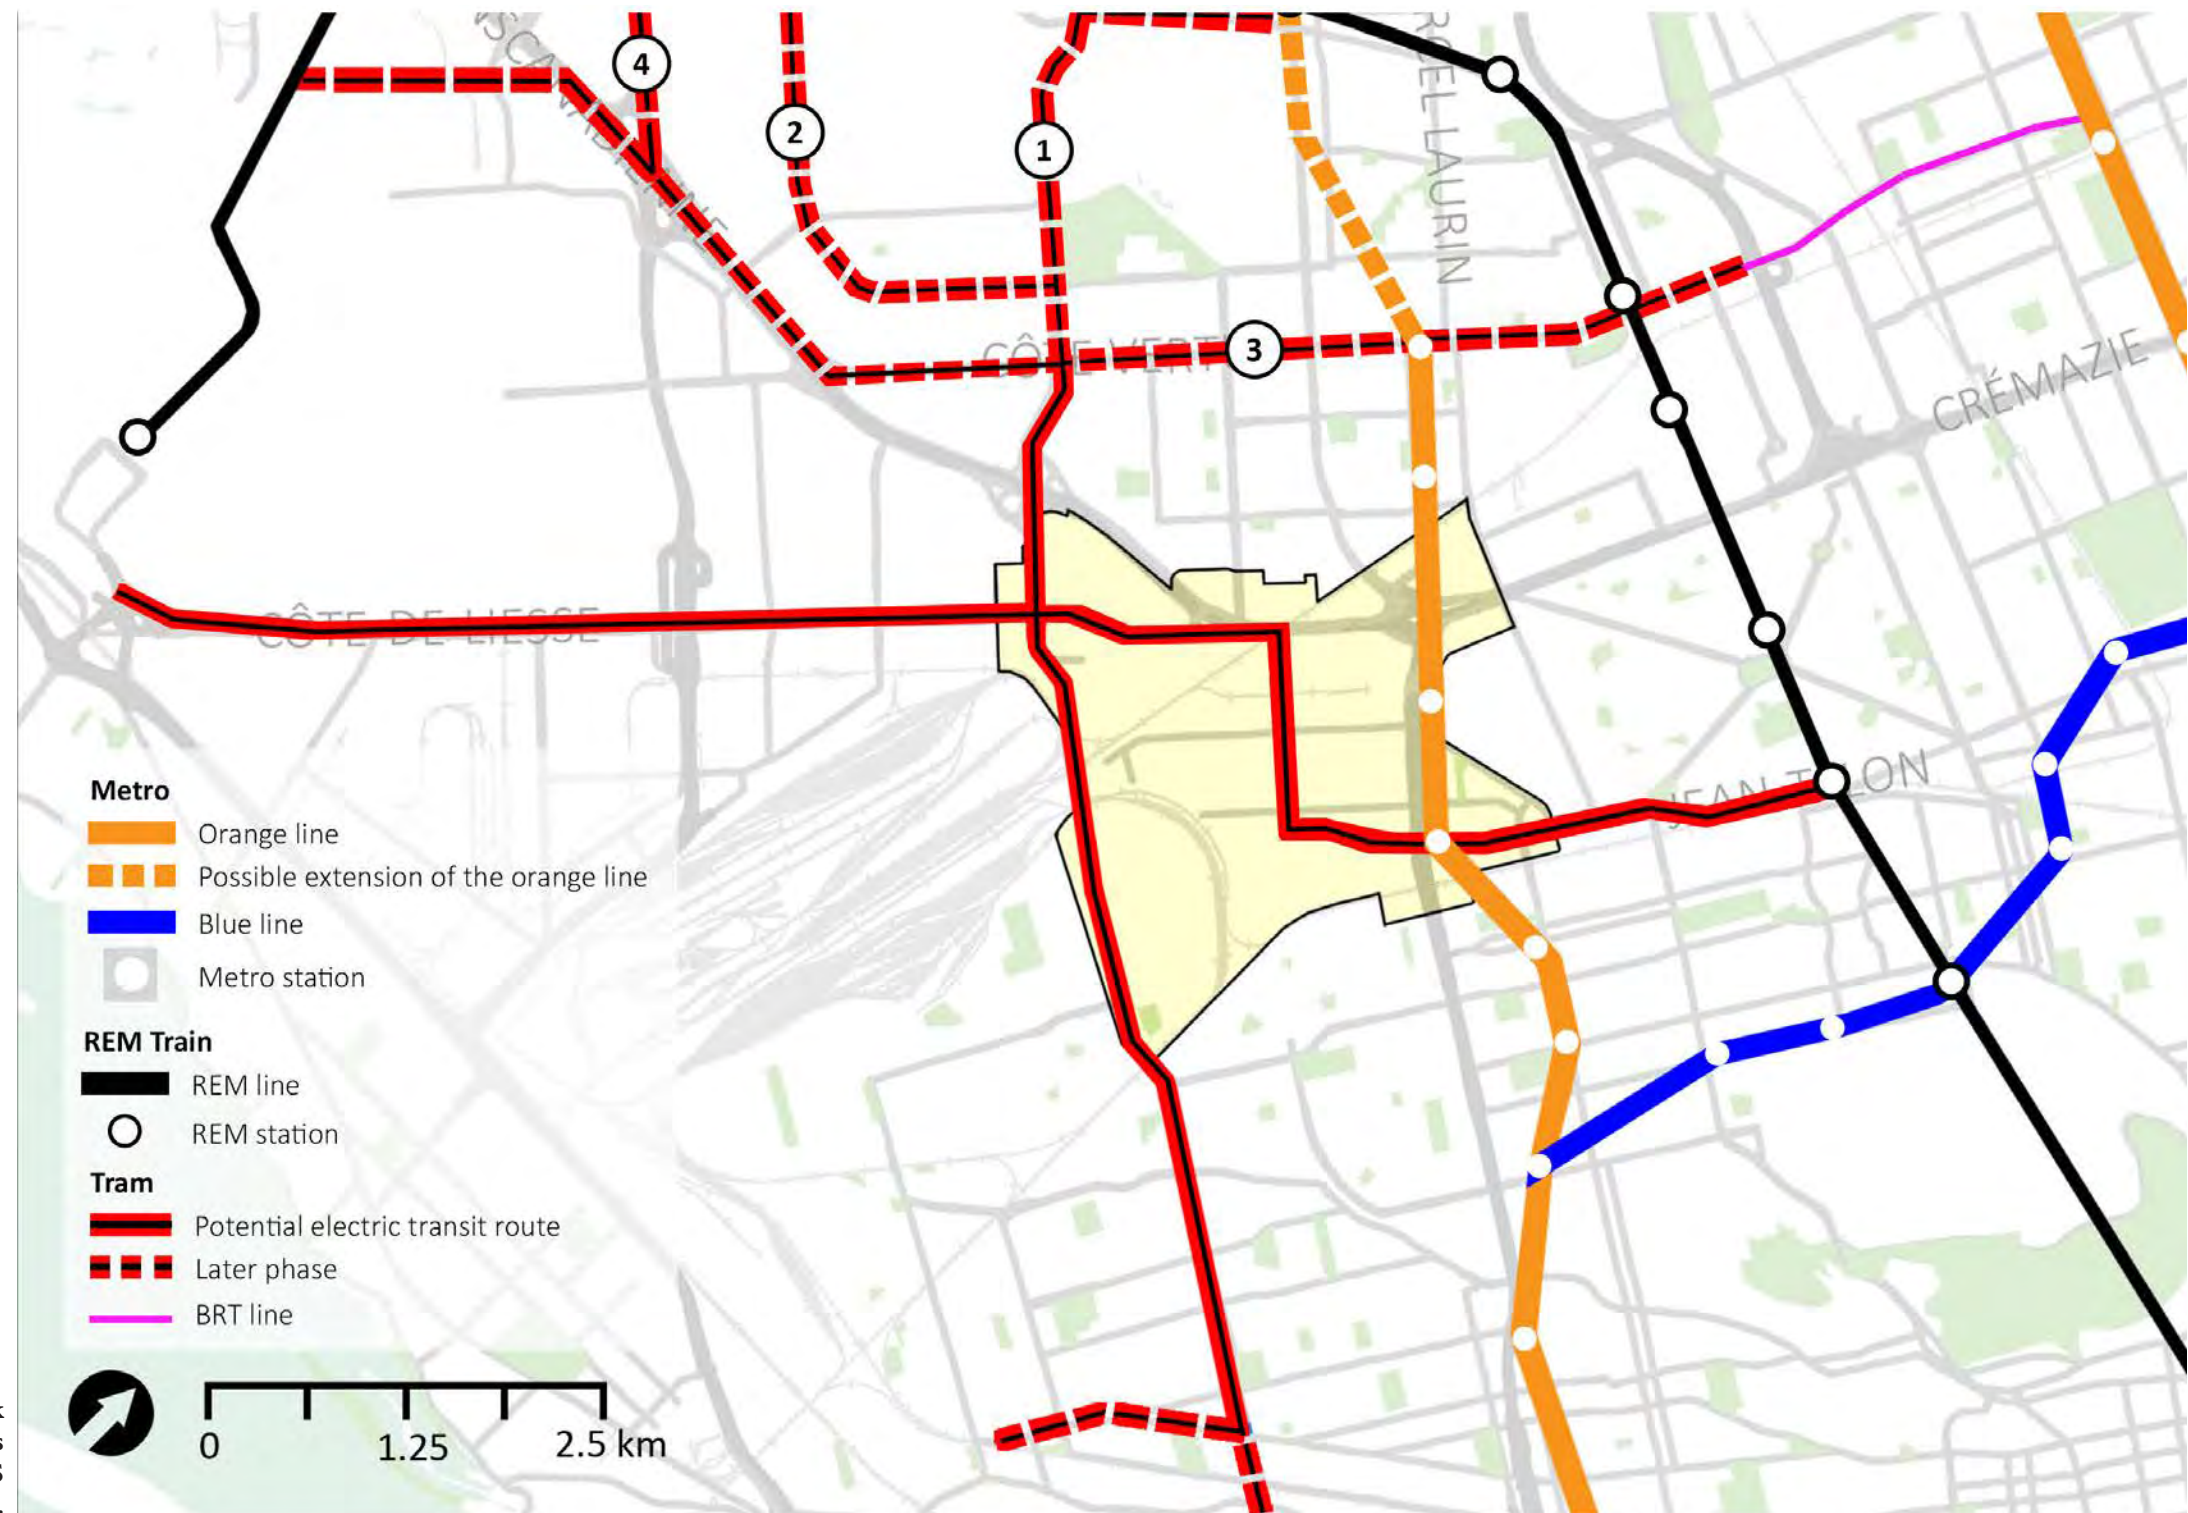 4
2
1
3
CÔTE VERT
CRÉMAZIE
CÔTE-DE-LIESSE
JEAN-TALON
Metro
Orange line
Possible extension of the orange line
Blue line
Metro station
REM Train
REM line
REM station
Tram
Potential electric transit route
Later phase
BRT line
0
1.25
2.5 km
LAURIN